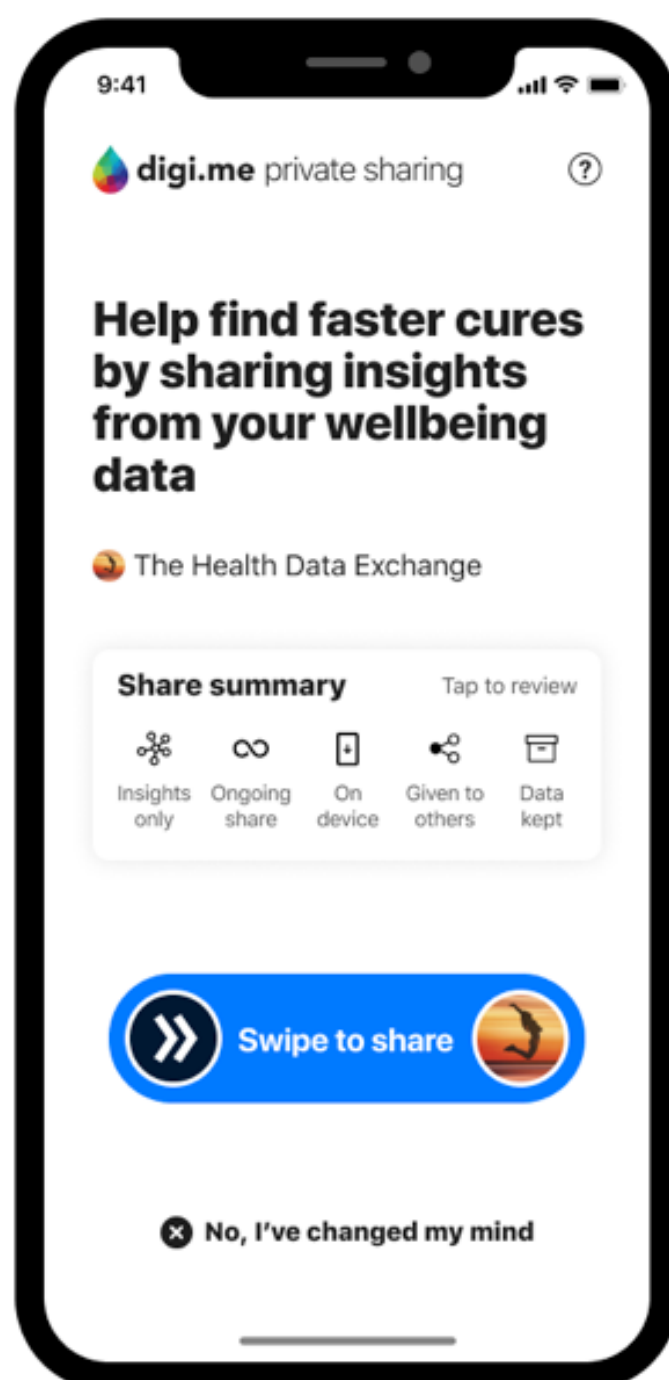 9:41
digi.me private sharing ?
Help find faster cures
by sharing insights
from your wellbeing
data
The Health Data Exchange
Share summary Tap to review
Insights only
Ongoing share
On device
Given to others
Data kept
Swipe to share
No, I've changed my mind